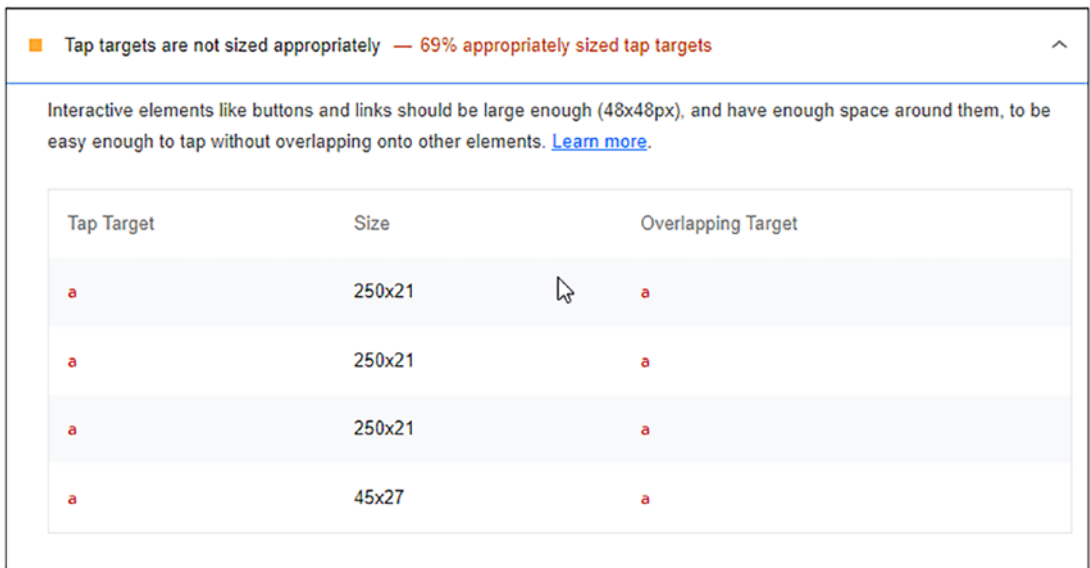 Tap targets are not sized appropriately — 69% appropriately sized tap targets
Interactive elements like buttons and links should be large enough (48x48px), and have enough space around them, to be
easy enough to tap without overlapping onto other elements. Learn more.
Tap Target Size Overlapping Target
a 250x21 a
a 250x21 a
a 250x21 a
a 45x27 a